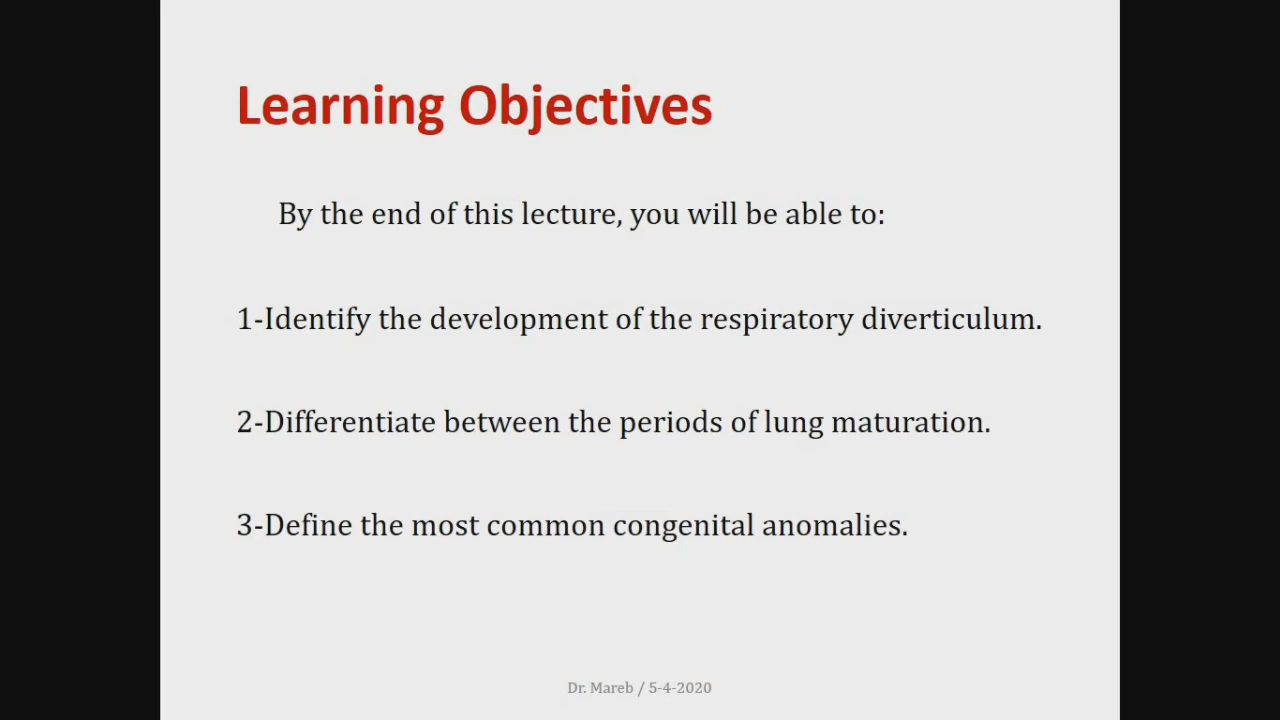 Learning Objectives
By the end of this lecture, you will be able to:
1-Identify the development of the respiratory diverticulum.
2-Differentiate between the periods of lung maturation.
3-Define the most common congenital anomalies.
Dr. Mareb / 5-4-2020